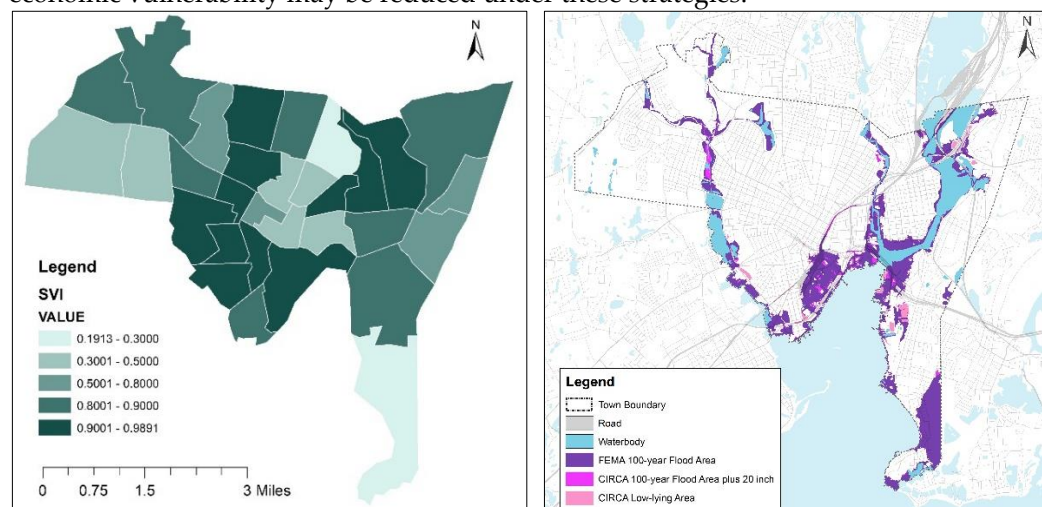 economic vulnerability may be reduced under these strategies.
N
Legend
SVI
VALUE
0.1913 - 0.3000
0.3001 - 0.5000
0.5001 - 0.8000
0.8001 - 0.9000
0.9001 - 0.9891
0 0.75 1.5 3 Miles
N
Legend
Town Boundary
Road
Waterbody
FEMA 100-year Flood Area
CIRCA 100-year Flood Area plus 20 inch
CIRCA Low-lying Area